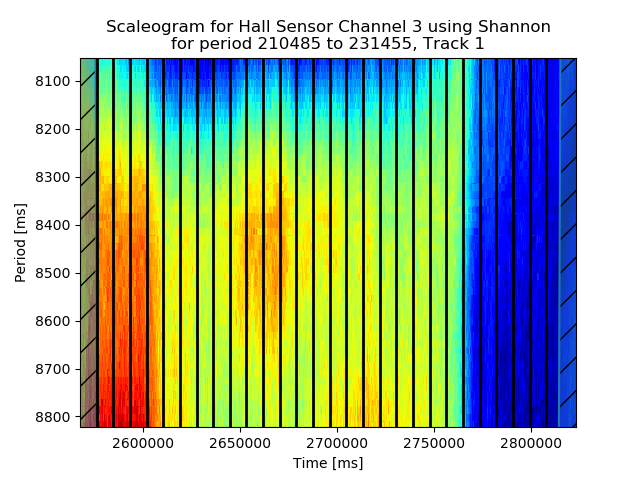 Scaleogram for Hall Sensor Channel 3 using Shannon
for period 210485 to 231455, Track 1
Period [ms]
8100
8200
8300
8400
8500
8600
8700
8800
2600000 2650000 2700000 2750000 2800000
Time [ms]